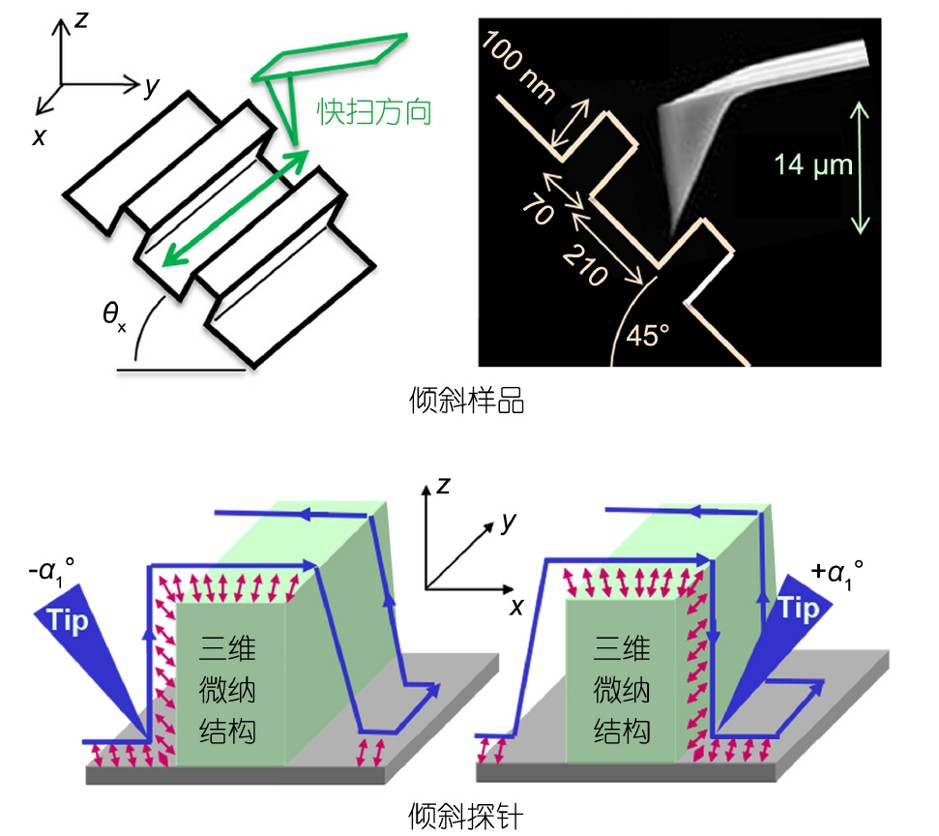 z
y
x
快扫方向
θx
100 nm
14 μm
70
210
45°
倾斜样品
z
y
x
-α1°
Tip
三维
微纳
结构
+α1°
Tip
三维
微纳
结构
倾斜探针